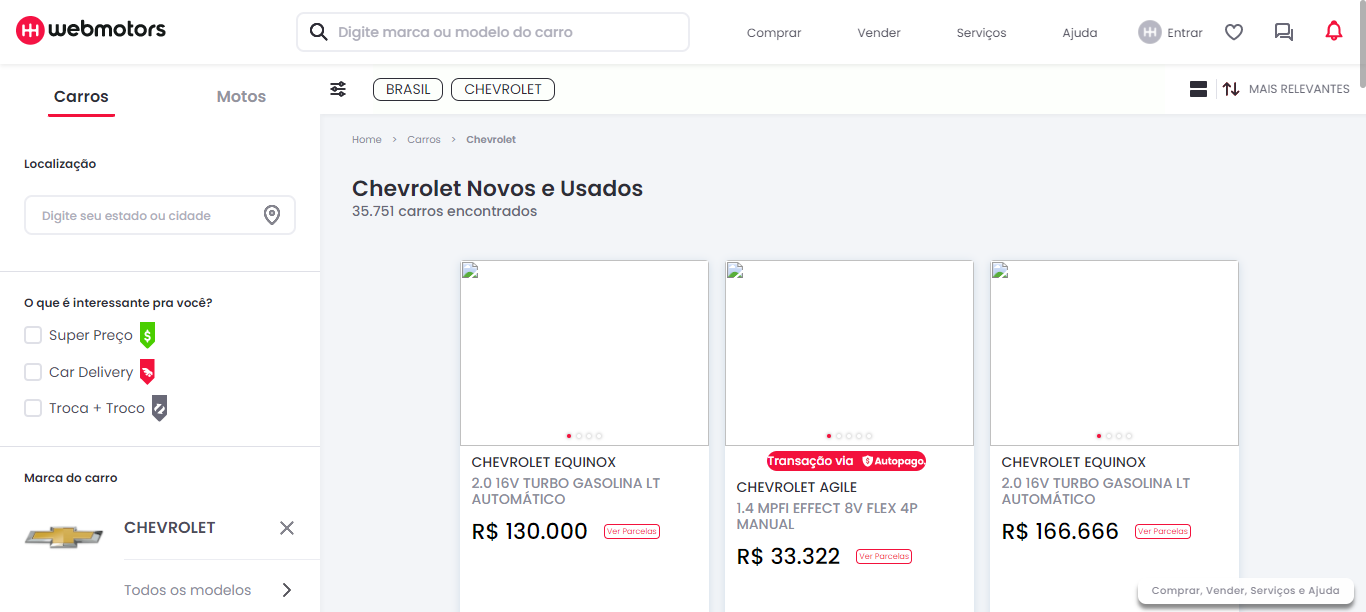 webmotors
Digite marca ou modelo do carro
Comprar
Vender
Serviços
Ajuda
Entrar
Carros
Motos
BRASIL
CHEVROLET
MAIS RELEVANTES
Home > Carros > Chevrolet
Localização
Chevrolet Novos e Usados
35.751 carros encontrados
Digite seu estado ou cidade
O que é interessante pra você?
Super Preço $
Car Delivery
Troca + Troco
Marca do carro
CHEVROLET
Todos os modelos
CHEVROLET EQUINOX
2.0 16V TURBO GASOLINA LT
AUTOMÁTICO
R$ 130.000 Ver Parcelas
Transação via Autopago.
CHEVROLET AGILE
1.4 MPFI EFFECT 8V FLEX 4P
MANUAL
R$ 33.322 Ver Parcelas
CHEVROLET EQUINOX
2.0 16V TURBO GASOLINA LT
AUTOMÁTICO
R$ 166.666 Ver Parcelas
Comprar, Vender, Serviços e Ajuda